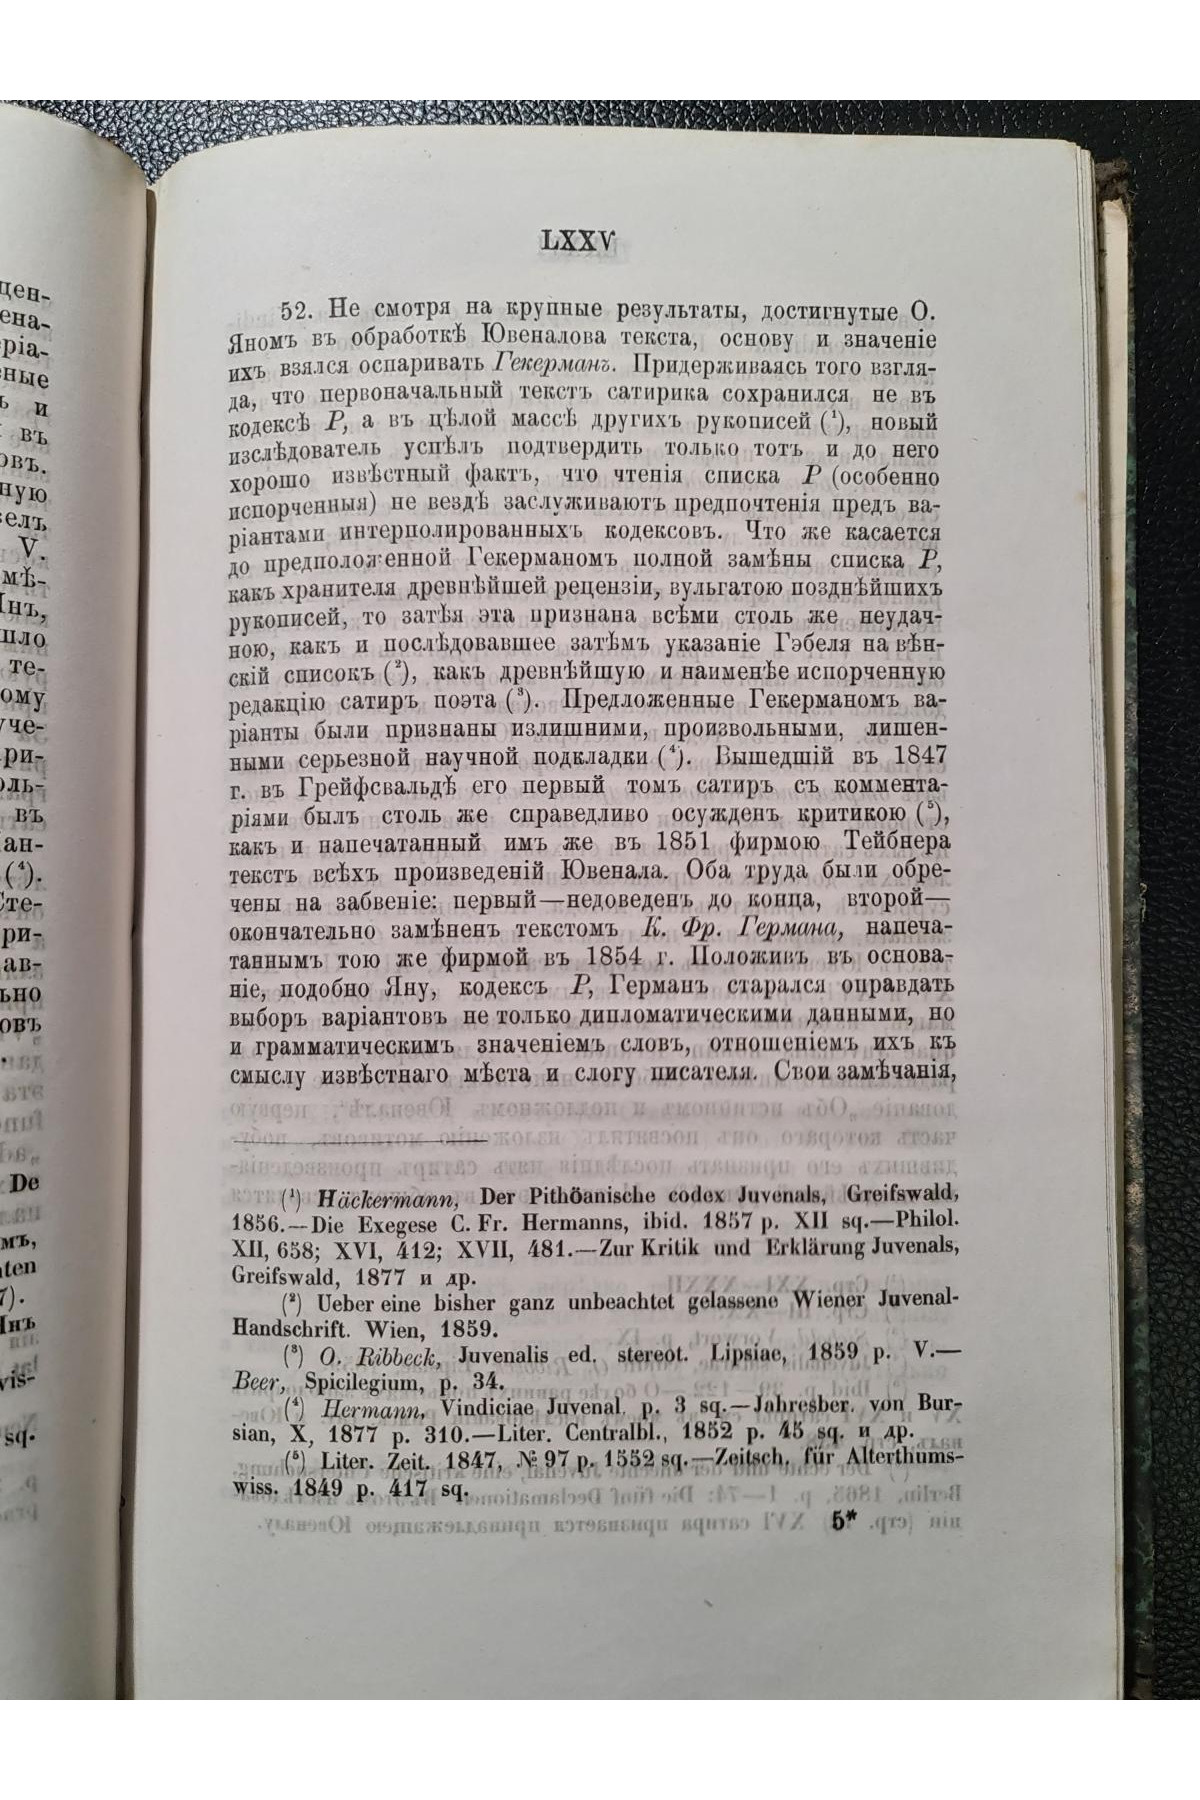 LXXV
52. Не смотря на крупные результаты, достигнутые О.
Яномъ въ обработкѣ Ювеналова текста, основу и значеніе
ихъ взялся оспаривать Гекерманъ. Придерживаясь того взгля-
да, что первоначальный текстъ сатирика сохранился не въ
кодексѣ P, а въ цѣлой массѣ другихъ рукописей (¹), новый
изслѣдователь успѣлъ подтвердить только тотъ и до него
хорошо извѣстный фактъ, что чтенія списка P (особенно
испорченныя) не вездѣ заслуживаютъ предпочтенія предъ ва-
ріантами интерполированныхъ кодексовъ. Что же касается
до предположенной Гекерманомъ полной замѣны списка P,
какъ хранителя древнѣйшей рецензіи, вульгатою позднѣйшихъ
рукописей, то затѣя эта признана всѣми столь же неудач-
ною, какъ и послѣдовавшее затѣмъ указаніе Гэбеля на вѣн-
скій списокъ (²), какъ древнѣйшую и наименѣе испорченную
редакцію сатиръ поэта (³). Предложенные Гекерманомъ ва-
ріанты были признаны излишними, произвольными, лишен-
ными серьезной научной подкладки (⁴). Вышедшій въ 1847
г. въ Грейфсвальдѣ его первый томъ сатиръ съ коммента-
ріями былъ столь же справедливо осужденъ критикою (⁵),
какъ и напечатанный имъ же въ 1851 фирмою Тейбнера
текстъ всѣхъ произведеній Ювенала. Оба труда были обре-
чены на забвеніе: первый—недоведенъ до конца, второй—
окончательно замѣненъ текстомъ К. Фр. Германа, напеча-
таннымъ тою же фирмой въ 1854 г. Положивъ въ основа-
ніе, подобно Яну, кодексъ P, Германъ старался оправдать
выборъ варіантовъ не только дипломатическими данными, но
и грамматическимъ значеніемъ словъ, отношеніемъ ихъ къ
смыслу извѣстнаго мѣста и слогу писателя. Свои замѣчанія,
(¹) Häckermann, Der Pithöanische codex Juvenals, Greifswald,
1856.—Die Exegese C. Fr. Hermanns, ibid. 1857 p. XII sq.—Philol.
XII, 658; XVI, 412; XVII, 481.—Zur Kritik und Erklärung Juvenals,
Greifswald, 1877 и др.
(²) Ueber eine bisher ganz unbeachtet gelassene Wiener Juvenal-
Handschrift. Wien, 1859.
(³) O. Ribbeck, Juvenalis ed. stereot. Lipsiae, 1859 p. V.—
Beer, Spicilegium, p. 34.
(⁴) Hermann, Vindiciae Juvenal. p. 3 sq.—Jahresber. von Bur-
sian, X, 1877 p. 310.—Liter. Centralbl., 1852 p. 45 sq. и др.
(⁵) Liter. Zeit. 1847, № 97 p. 1552 sq.—Zeitsch. für Alterthums-
wiss. 1849 p. 417 sq.
5*